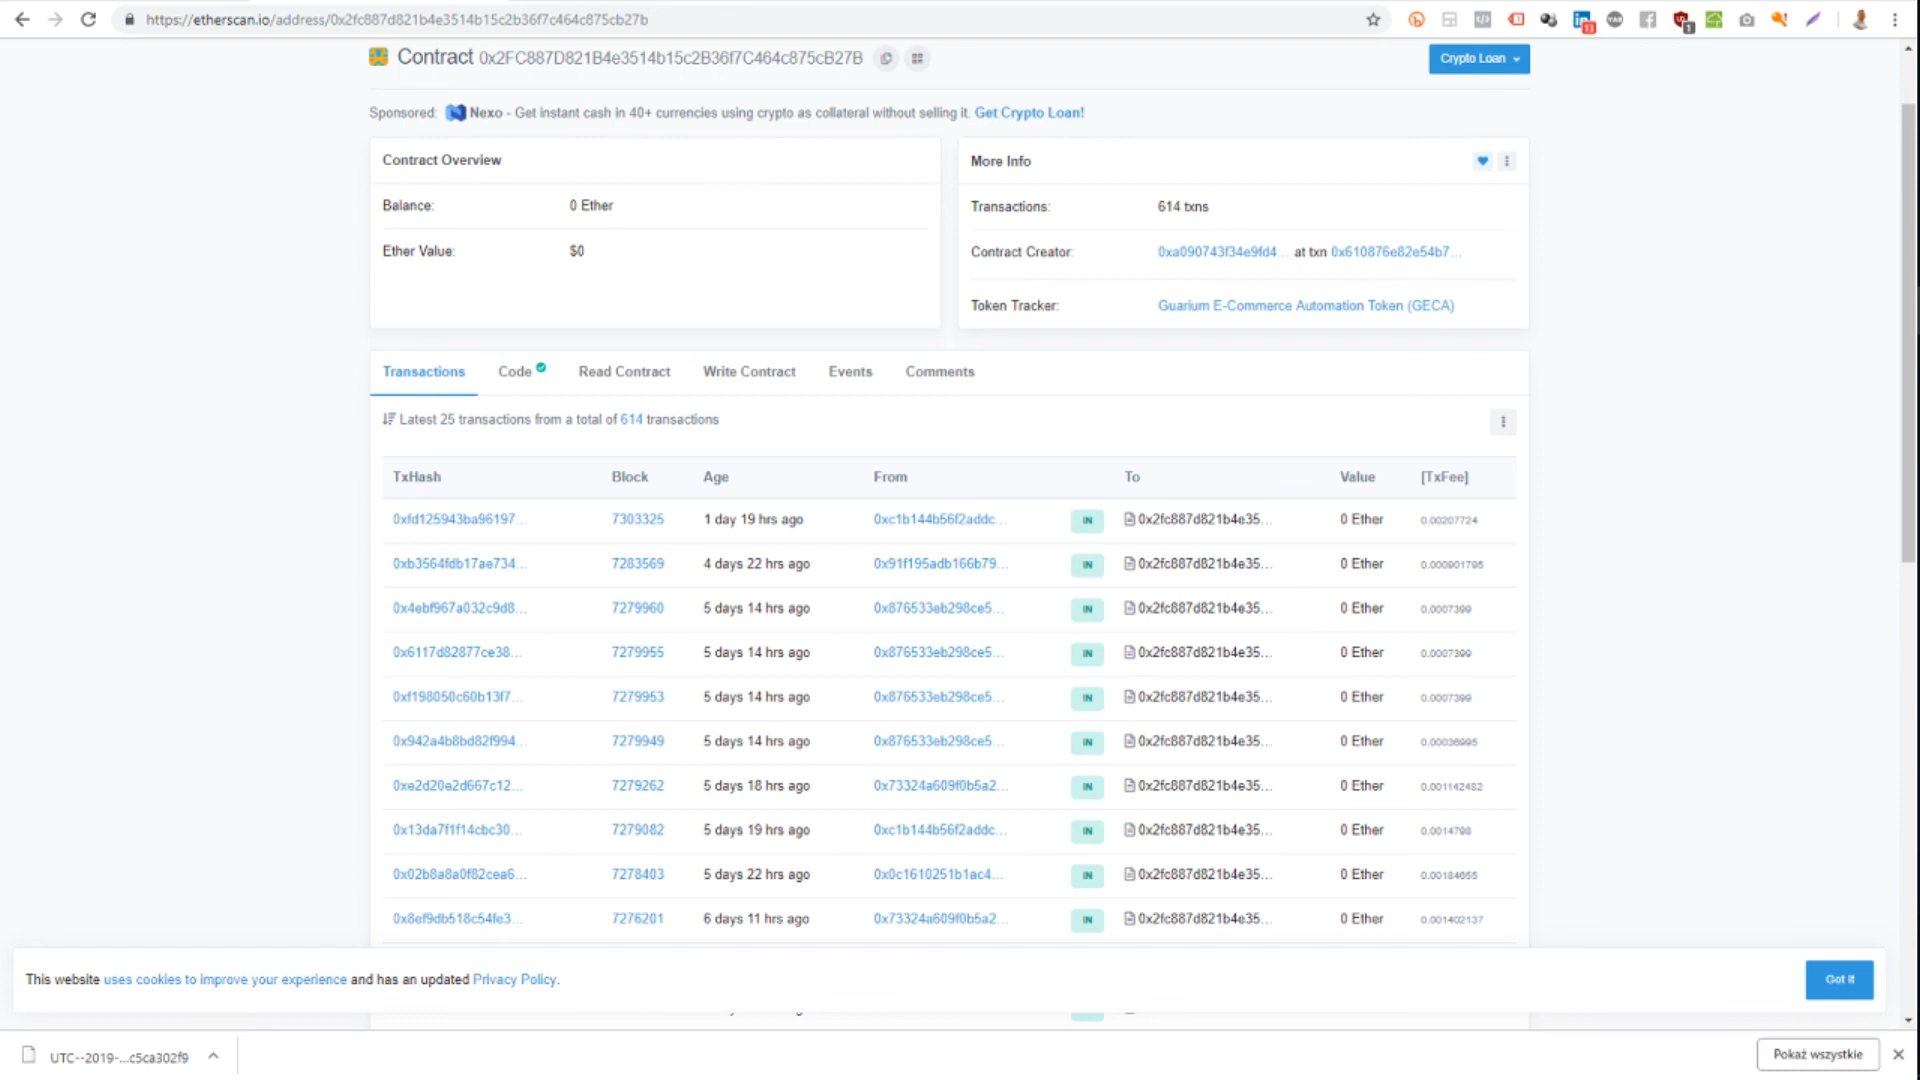 https://etherscan.io/address/0x2fc887d821b4e3514b15c2b36f7c464c875cb27b
Contract 0x2FC887D821B4e3514b15c2B36f7C464c875cB27B
Crypto Loan
Sponsored: Nexo - Get instant cash in 40+ currencies using crypto as collateral without selling it. Get Crypto Loan!
Contract Overview
Balance: 0 Ether
Ether Value: $0
More Info
Transactions: 614 txns
Contract Creator: 0xa090743f34e9fd4... at txn 0x610876e82e54b7...
Token Tracker: Guarium E-Commerce Automation Token (GECA)
Transactions Code Read Contract Write Contract Events Comments
Latest 25 transactions from a total of 614 transactions
TxHash Block Age From To Value [TxFee]
0xfd125943ba96197... 7303325 1 day 19 hrs ago 0xc1b144b56f2addc... IN 0x2fc887d821b4e35... 0 Ether 0.00207724
0xb3564fdb17ae734... 7283569 4 days 22 hrs ago 0x91f195adb166b79... IN 0x2fc887d821b4e35... 0 Ether 0.000901795
0x4ebf967a032c9d8... 7279960 5 days 14 hrs ago 0x876533eb298ce5... IN 0x2fc887d821b4e35... 0 Ether 0.0007399
0x6117d82877ce38... 7279955 5 days 14 hrs ago 0x876533eb298ce5... IN 0x2fc887d821b4e35... 0 Ether 0.0007399
0xf198050c60b13f7... 7279953 5 days 14 hrs ago 0x876533eb298ce5... IN 0x2fc887d821b4e35... 0 Ether 0.0007399
0x942a4b8bd82f994... 7279949 5 days 14 hrs ago 0x876533eb298ce5... IN 0x2fc887d821b4e35... 0 Ether 0.00036995
0xe2d20e2d667c12... 7279262 5 days 18 hrs ago 0x73324a609f0b5a2... IN 0x2fc887d821b4e35... 0 Ether 0.001142482
0x13da7f1f14cbc30... 7279082 5 days 19 hrs ago 0xc1b144b56f2addc... IN 0x2fc887d821b4e35... 0 Ether 0.0014798
0x02b8a8a0f82cea6... 7278403 5 days 22 hrs ago 0x0c1610251b1ac4... IN 0x2fc887d821b4e35... 0 Ether 0.00184655
0x8ef9db518c54fe3... 7276201 6 days 11 hrs ago 0x73324a609f0b5a2... IN 0x2fc887d821b4e35... 0 Ether 0.001402137
This website uses cookies to improve your experience and has an updated Privacy Policy.
Got It
UTC--2019-...c5ca302f9
Pokaż wszystkie